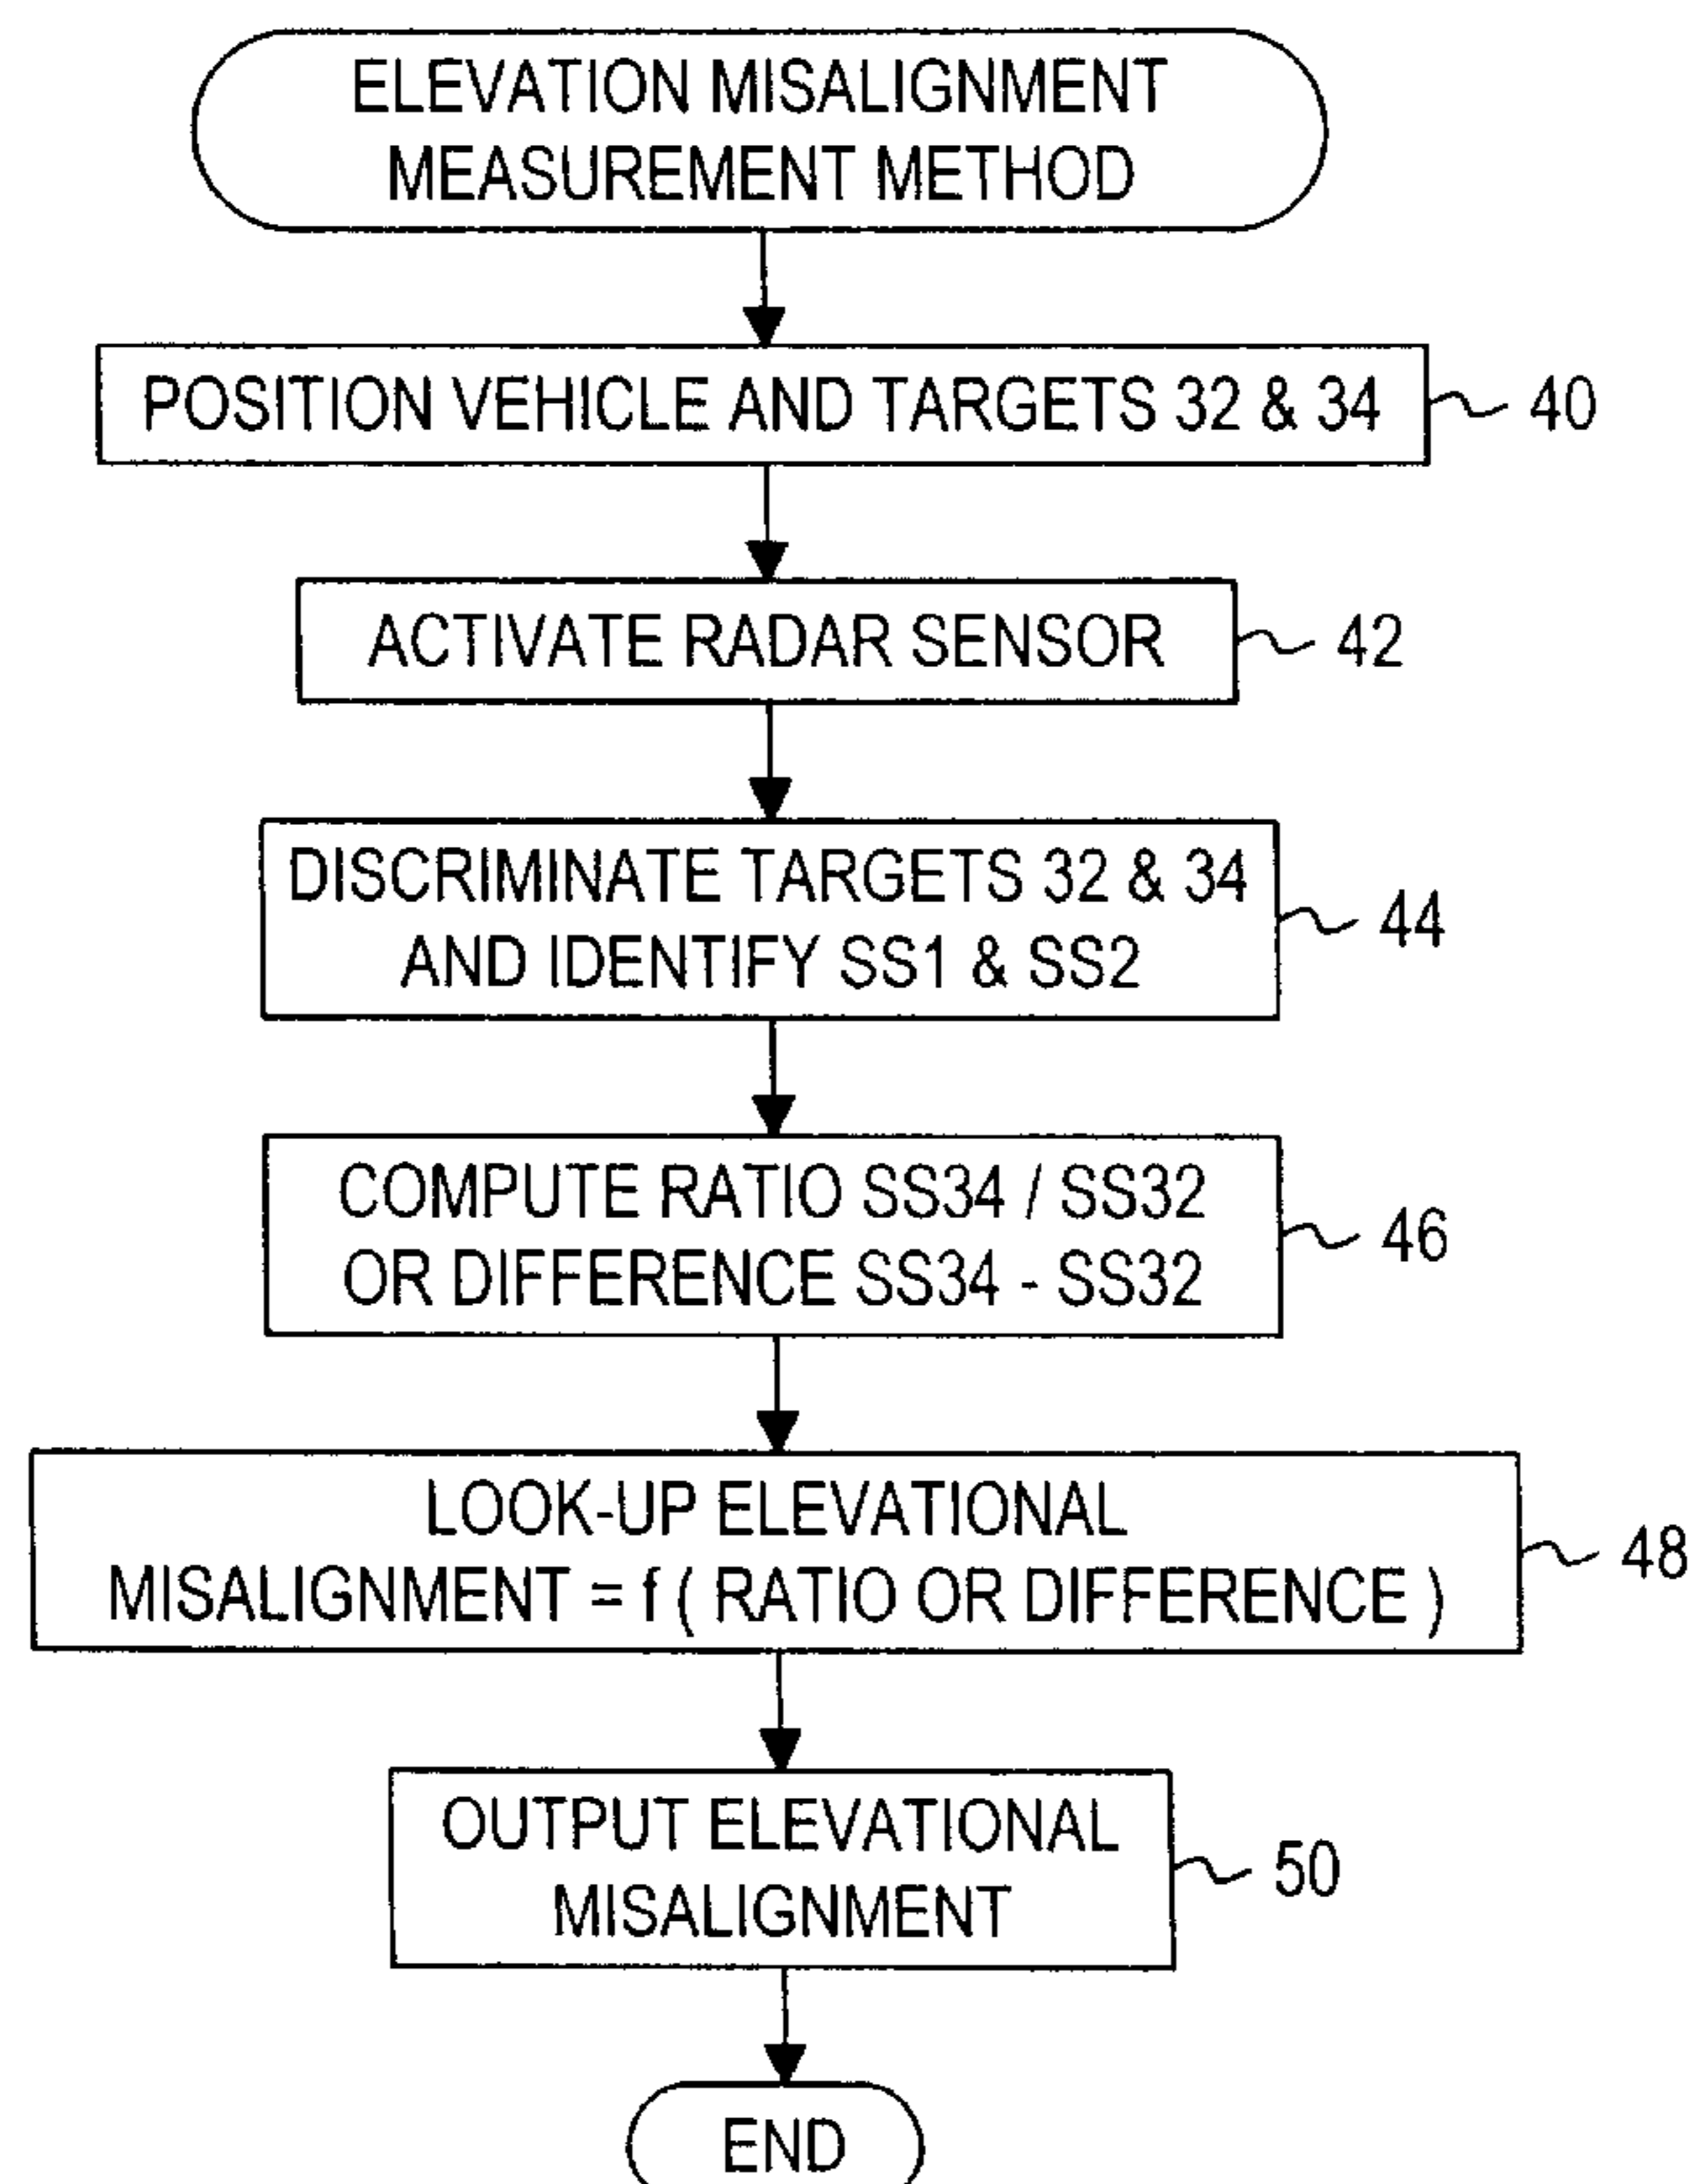 ELEVATION MISALIGNMENT
MEASUREMENT METHOD
POSITION VEHICLE AND TARGETS 32 & 34
40
ACTIVATE RADAR SENSOR
42
DISCRIMINATE TARGETS 32 & 34
AND IDENTIFY SS1 & SS2
44
COMPUTE RATIO SS34 / SS32
OR DIFFERENCE SS34 - SS32
46
LOOK-UP ELEVATIONAL
MISALIGNMENT = f ( RATIO OR DIFFERENCE )
48
OUTPUT ELEVATIONAL
MISALIGNMENT
50
END